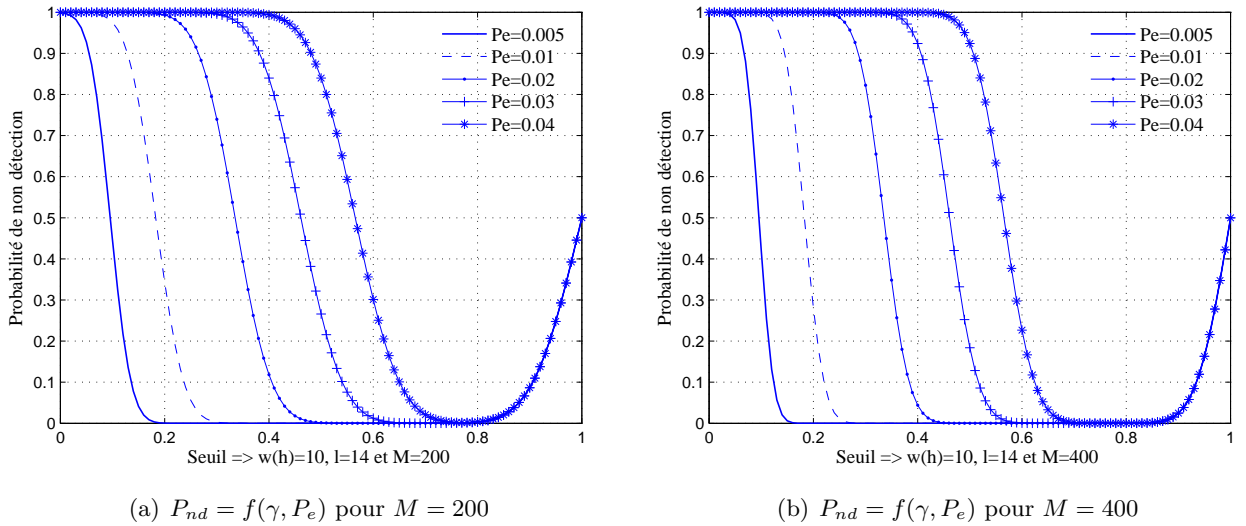 1
0.9
0.8
0.7
0.6
0.5
0.4
0.3
0.2
0.1
0
Probabilité de non détection
Pe=0.005
Pe=0.01
Pe=0.02
Pe=0.03
Pe=0.04
0 0.2 0.4 0.6 0.8 1
Seuil => w(h)=10, l=14 et M=200
(a) $P_{nd} = f(\gamma, P_e)$ pour $M = 200$
1
0.9
0.8
0.7
0.6
0.5
0.4
0.3
0.2
0.1
0
Probabilité de non détection
Pe=0.005
Pe=0.01
Pe=0.02
Pe=0.03
Pe=0.04
0 0.2 0.4 0.6 0.8 1
Seuil => w(h)=10, l=14 et M=400
(b) $P_{nd} = f(\gamma, P_e)$ pour $M = 400$